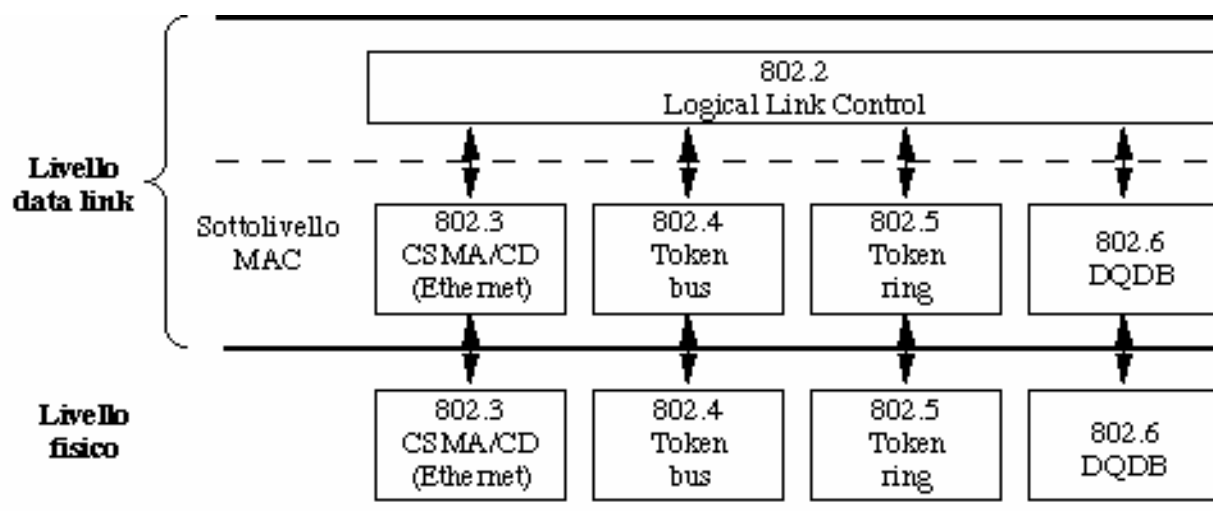 802.2
Logical Link Control
Livello
data link
Sottolivello
MAC
802.3
CSMA/CD
(Ethernet)
802.4
Token
bus
802.5
Token
ring
802.6
DQDB
Livello
fisico
802.3
CSMA/CD
(Ethernet)
802.4
Token
bus
802.5
Token
ring
802.6
DQDB